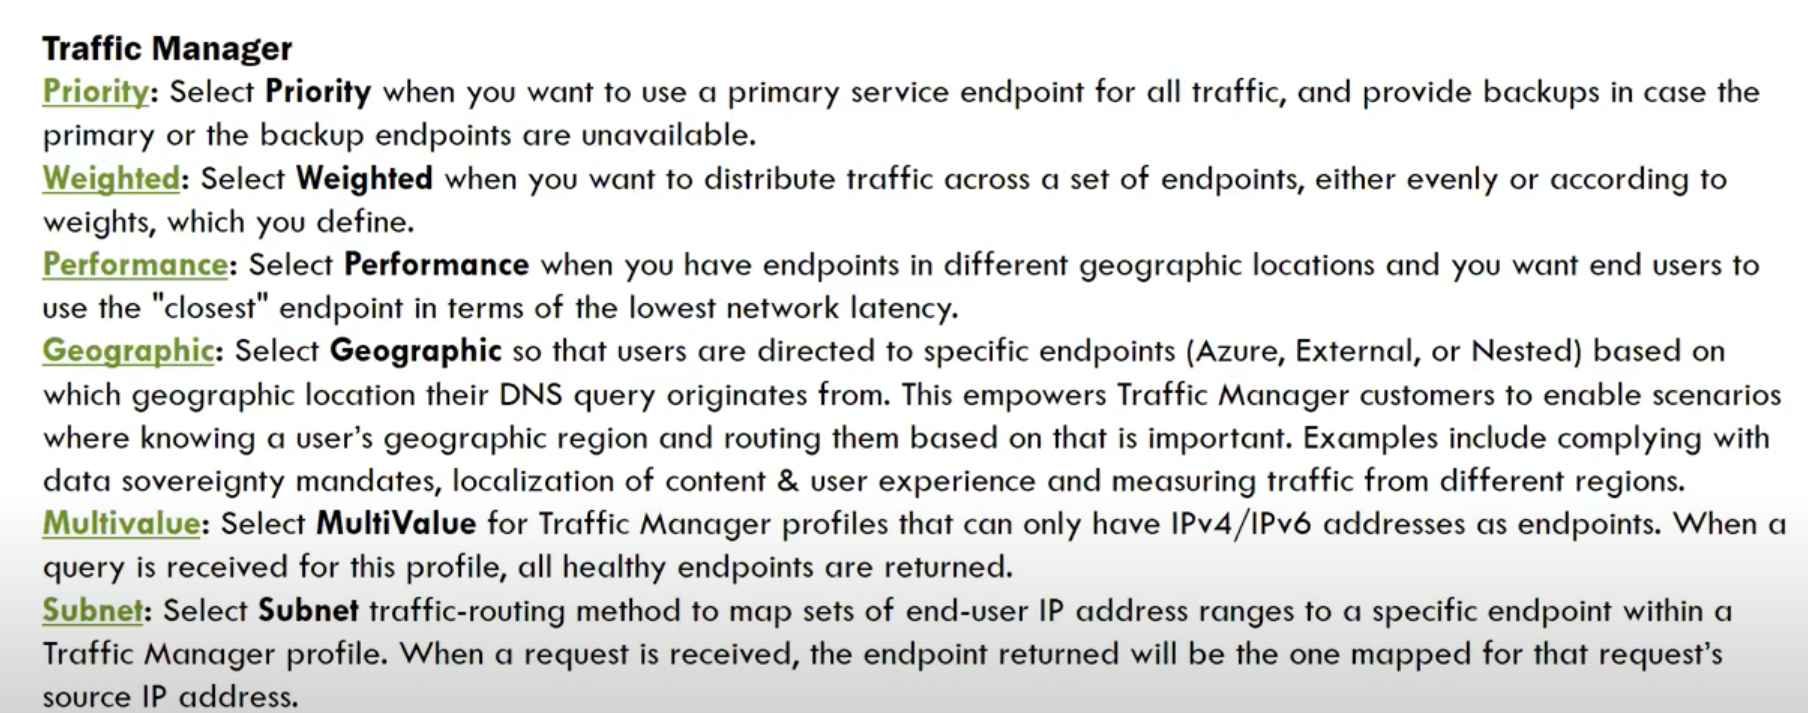 Traffic Manager
Priority: Select Priority when you want to use a primary service endpoint for all traffic, and provide backups in case the
primary or the backup endpoints are unavailable.
Weighted: Select Weighted when you want to distribute traffic across a set of endpoints, either evenly or according to
weights, which you define.
Performance: Select Performance when you have endpoints in different geographic locations and you want end users to
use the "closest" endpoint in terms of the lowest network latency.
Geographic: Select Geographic so that users are directed to specific endpoints (Azure, External, or Nested) based on
which geographic location their DNS query originates from. This empowers Traffic Manager customers to enable scenarios
where knowing a user’s geographic region and routing them based on that is important. Examples include complying with
data sovereignty mandates, localization of content & user experience and measuring traffic from different regions.
Multivalue: Select MultiValue for Traffic Manager profiles that can only have IPv4/IPv6 addresses as endpoints. When a
query is received for this profile, all healthy endpoints are returned.
Subnet: Select Subnet traffic-routing method to map sets of end-user IP address ranges to a specific endpoint within a
Traffic Manager profile. When a request is received, the endpoint returned will be the one mapped for that request’s
source IP address.